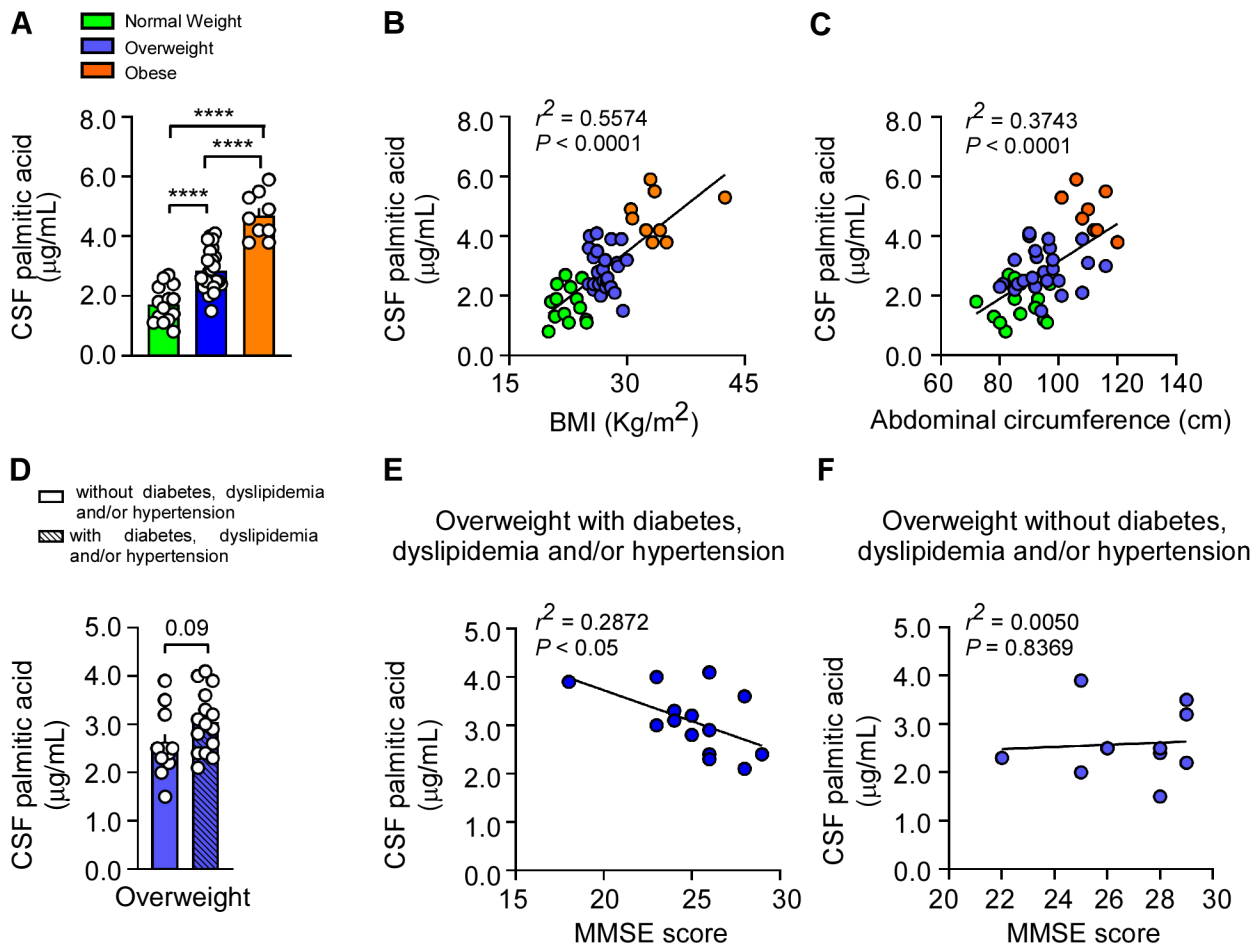 A
Normal Weight
Overweight
Obese
CSF palmitic acid
(µg/mL)
8.0
6.0
4.0
2.0
0.0
****
****
****
B
CSF palmitic acid
(µg/mL)
8.0
6.0
4.0
2.0
0.0
r2 = 0.5574
P < 0.0001
15
30
45
BMI (Kg/m2)
C
CSF palmitic acid
(µg/mL)
8.0
6.0
4.0
2.0
0.0
r2 = 0.3743
P < 0.0001
60
80
100
120
140
Abdominal circumference (cm)
D
without diabetes, dyslipidemia
and/or hypertension
with diabetes, dyslipidemia
and/or hypertension
CSF palmitic acid
(µg/mL)
5.0
4.0
3.0
2.0
1.0
0.0
0.09
Overweight
E
Overweight with diabetes,
dyslipidemia and/or hypertension
CSF palmitic acid
(µg/mL)
5.0
4.0
3.0
2.0
1.0
0.0
r2 = 0.2872
P < 0.05
15
20
25
30
MMSE score
F
Overweight without diabetes,
dyslipidemia and/or hypertension
CSF palmitic acid
(µg/mL)
5.0
4.0
3.0
2.0
1.0
0.0
r2 = 0.0050
P = 0.8369
20
22
24
26
28
30
MMSE score